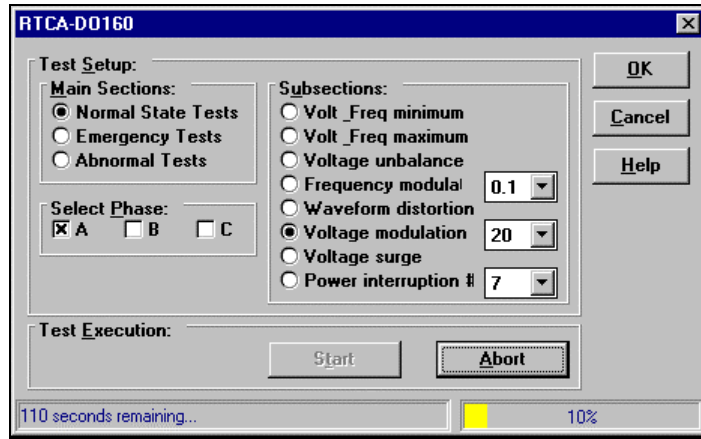 RTCA-DO160
Test Setup:
Main Sections:
Normal State Tests
Emergency Tests
Abnormal Tests
Select Phase:
A B C
Subsections:
Volt _Freq minimum
Volt _Freq maximum
Voltage unbalance
Frequency modulal 0.1
Waveform distortion
Voltage modulation 20
Voltage surge
Power interruption # 7
OK
Cancel
Help
Test Execution:
Start
Abort
110 seconds remaining...
10%